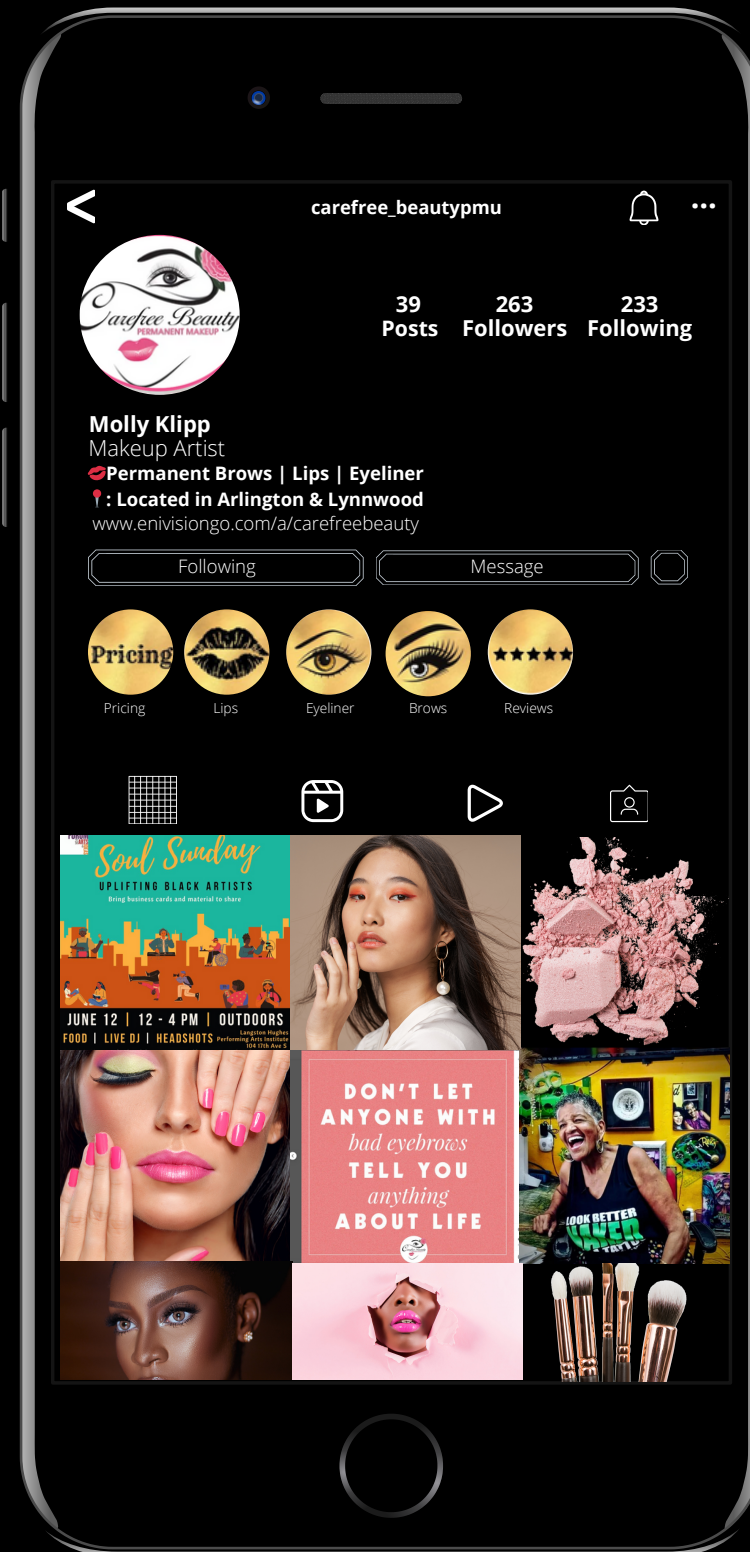 carefree_beautypmu
Carefree Beauty
PERMANENT MAKEUP
39
Posts
263
Followers
233
Following
Molly Klipp
Makeup Artist
💋Permanent Brows | Lips | Eyeliner
📍: Located in Arlington & Lynnwood
www.enivisiongo.com/a/carefreebeauty
Following
Message
Pricing
Pricing
Lips
Eyeliner
Brows
Reviews
Soul Sunday
UPLIFTING BLACK ARTISTS
Bring business cards and material to share
JUNE 12 | 12 - 4 PM | OUTDOORS
FOOD | LIVE DJ | HEADSHOTS
Langston Hughes
Performing Arts Institute
104 17th Ave S
DON'T LET
ANYONE WITH
bad eyebrows
TELL YOU
anything
ABOUT LIFE
LOOK BETTER
NAKED
A TATT